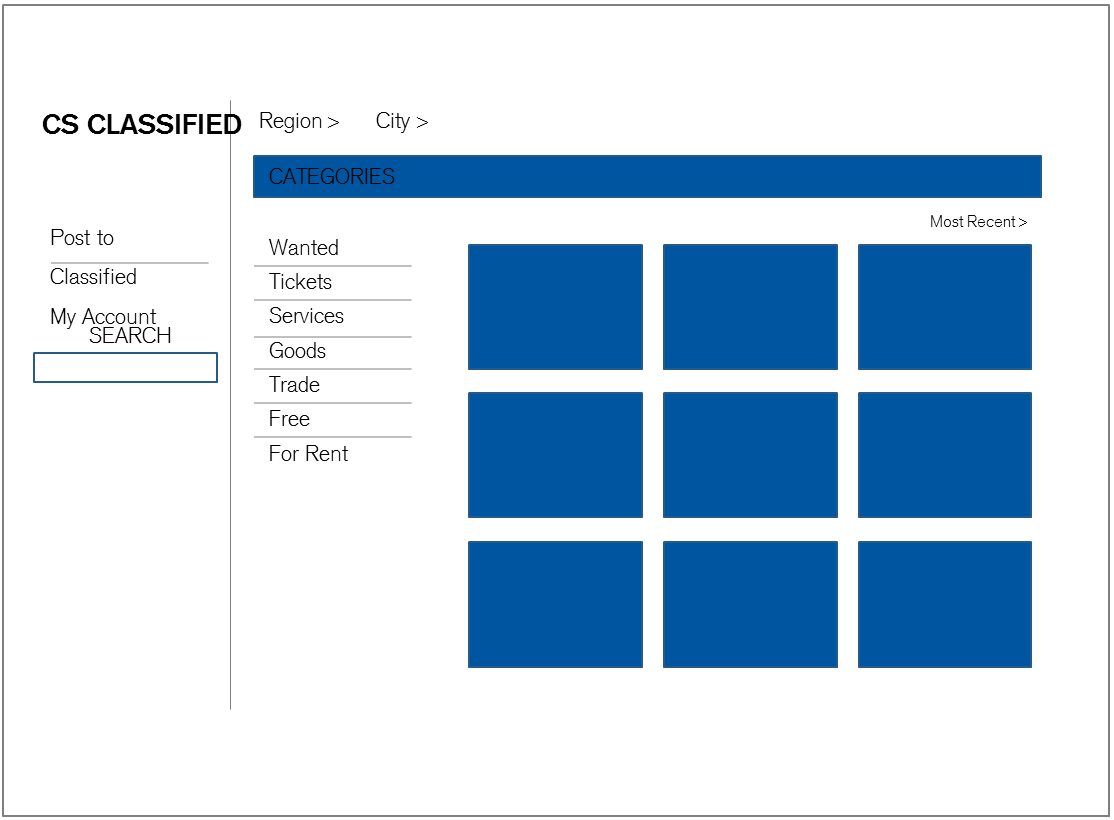 CS CLASSIFIED
Region >
City >
CATEGORIES
Most Recent >
Post to
Classified
My Account
SEARCH
Wanted
Tickets
Services
Goods
Trade
Free
For Rent